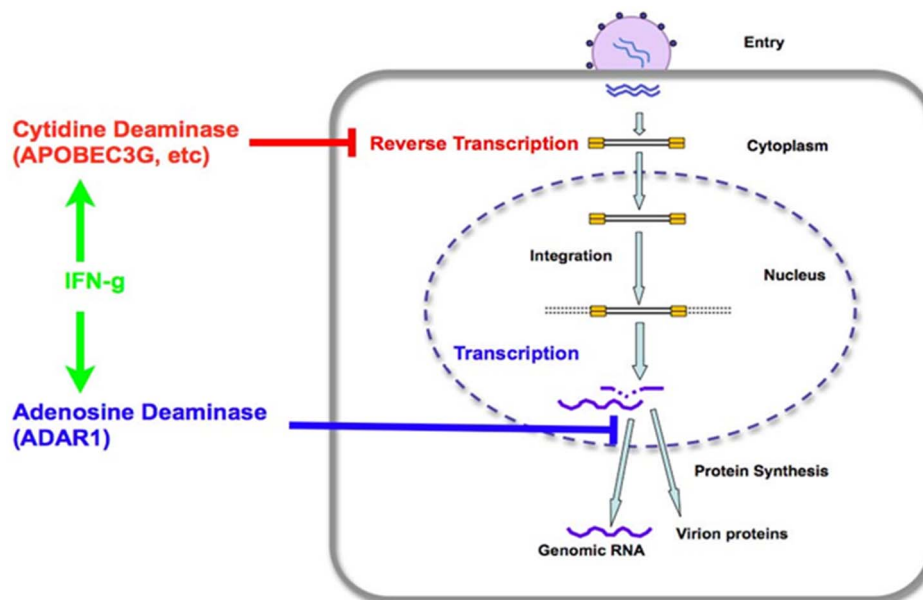 Entry
Cytidine Deaminase
(APOBEC3G, etc)
Reverse Transcription
Cytoplasm
IFN-g
Integration
Nucleus
Transcription
Adenosine Deaminase
(ADAR1)
Protein Synthesis
Virion proteins
Genomic RNA